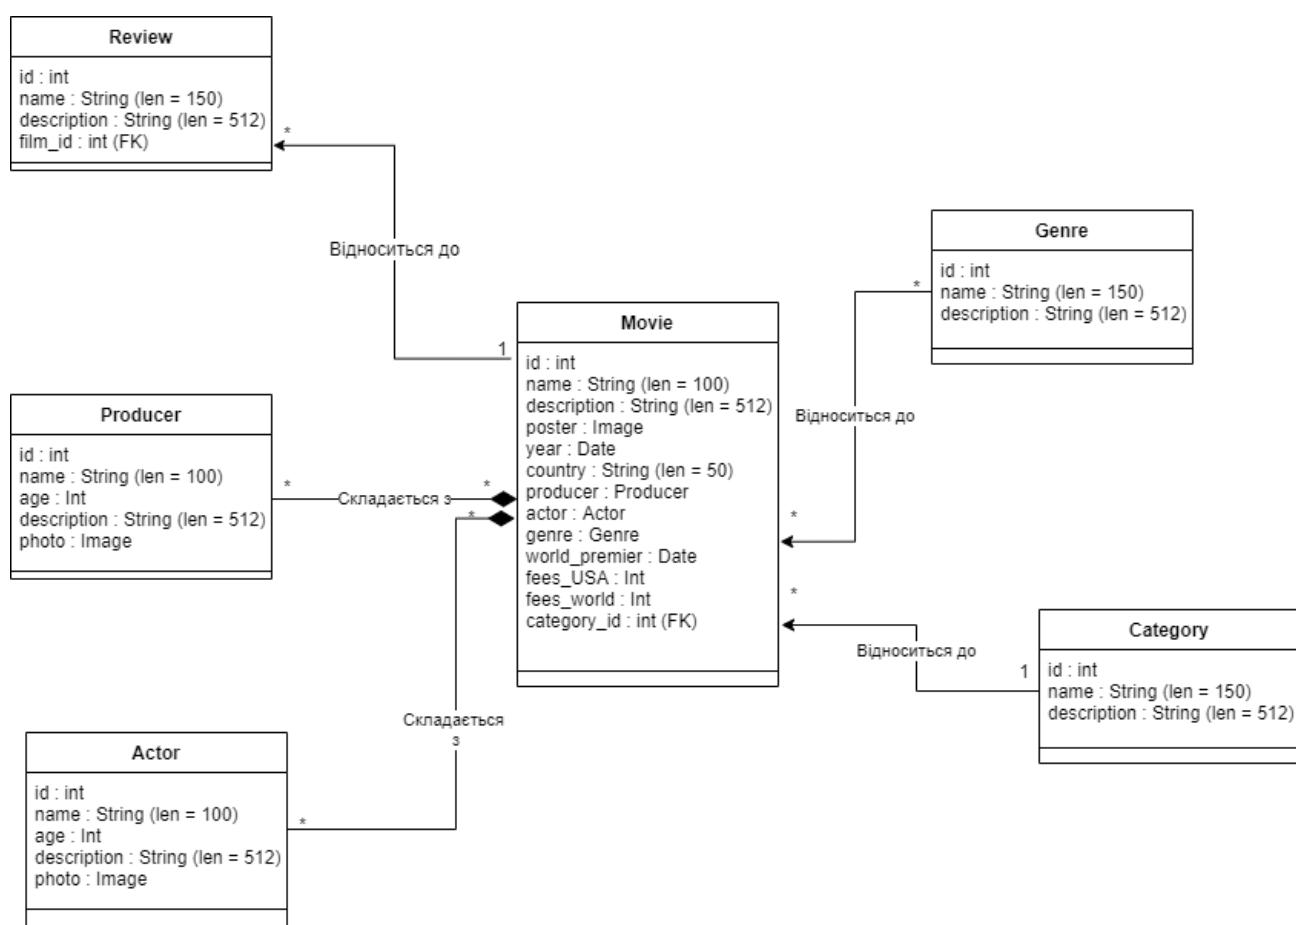 Review
id : int
name : String (len = 150)
description : String (len = 512)
film_id : int (FK)
*
Відноситься до
1
Genre
id : int
name : String (len = 150)
description : String (len = 512)
*
Відноситься до
*
Movie
id : int
name : String (len = 100)
description : String (len = 512)
poster : Image
year : Date
country : String (len = 50)
producer : Producer
actor : Actor
genre : Genre
world_premier : Date
fees_USA : Int
fees_world : Int
category_id : int (FK)
Producer
id : int
name : String (len = 100)
age : Int
description : String (len = 512)
photo : Image
*
Складається з
*
*
*
Відноситься до
1
Category
id : int
name : String (len = 150)
description : String (len = 512)
Складається
з
*
Actor
id : int
name : String (len = 100)
age : Int
description : String (len = 512)
photo : Image